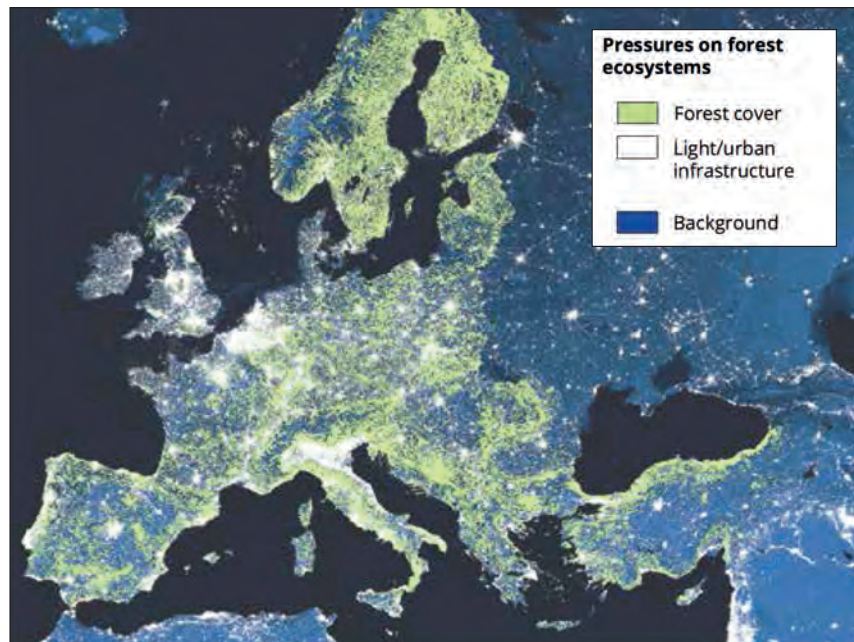 Pressures on forest
ecosystems
Forest cover
Light/urban
infrastructure
Background